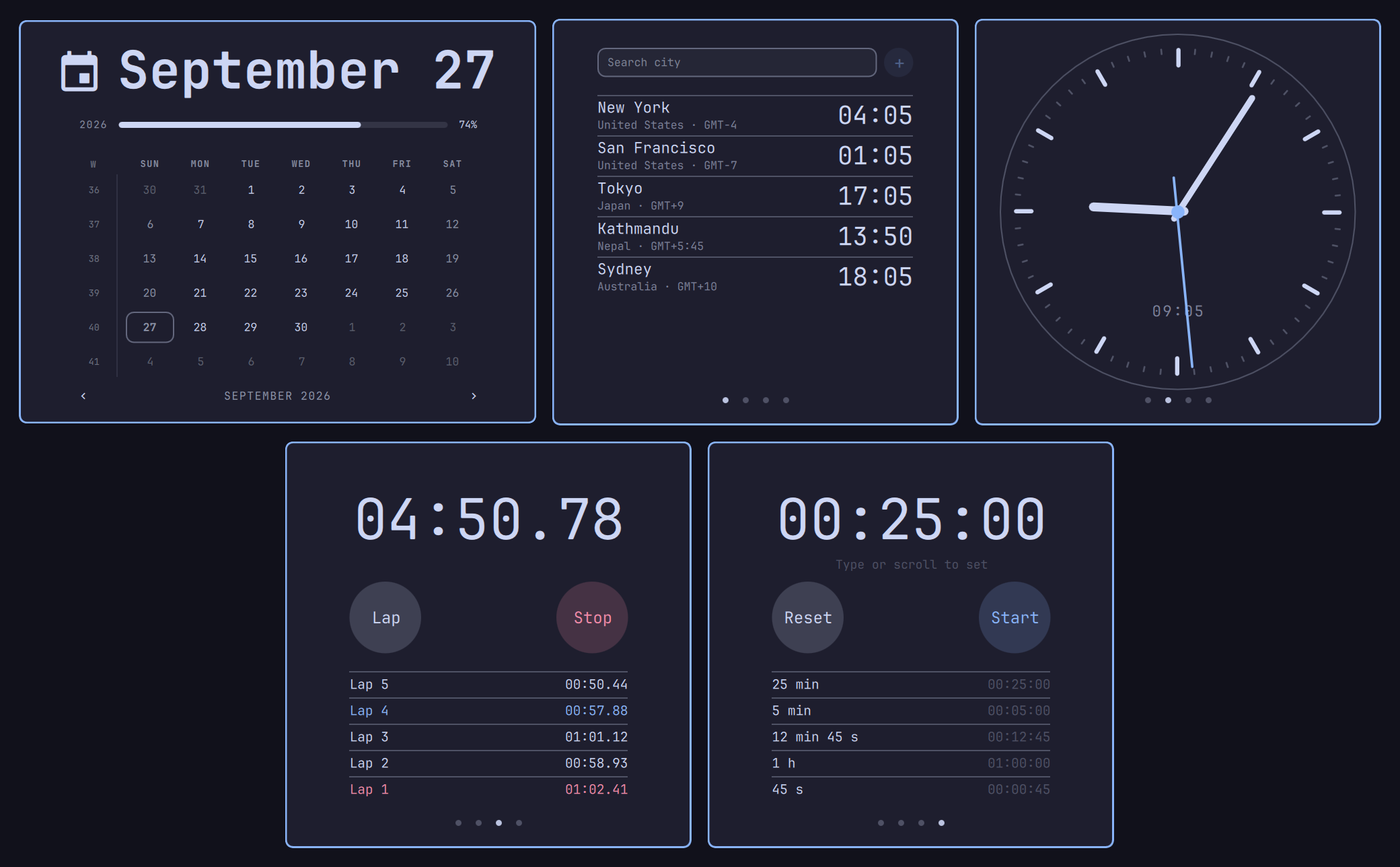 September 27
2026 74%
W SUN MON TUE WED THU FRI SAT
36 30 31 1 2 3 4 5
37 6 7 8 9 10 11 12
38 13 14 15 16 17 18 19
39 20 21 22 23 24 25 26
40 27 28 29 30 1 2 3
41 4 5 6 7 8 9 10
‹ SEPTEMBER 2026 ›
Search city +
New York 04:05
United States · GMT-4
San Francisco 01:05
United States · GMT-7
Tokyo 17:05
Japan · GMT+9
Kathmandu 13:50
Nepal · GMT+5:45
Sydney 18:05
Australia · GMT+10
09:05
04:50.78
Lap Stop
Lap 5 00:50.44
Lap 4 00:57.88
Lap 3 01:01.12
Lap 2 00:58.93
Lap 1 01:02.41
00:25:00
Type or scroll to set
Reset Start
25 min 00:25:00
5 min 00:05:00
12 min 45 s 00:12:45
1 h 01:00:00
45 s 00:00:45